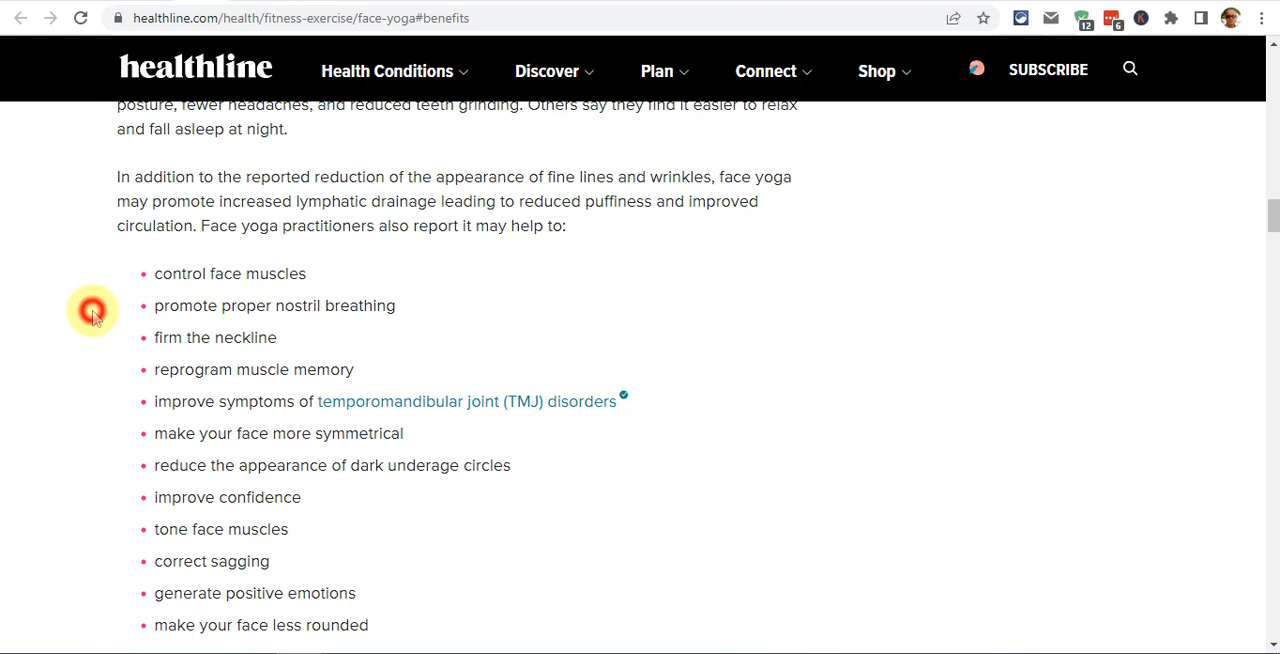 healthline.com/health/fitness-exercise/face-yoga#benefits
12
6
K
healthline
Health Conditions
Discover
Plan
Connect
Shop
SUBSCRIBE
posture, fewer headaches, and reduced teeth grinding. Others say they find it easier to relax
and fall asleep at night.
In addition to the reported reduction of the appearance of fine lines and wrinkles, face yoga
may promote increased lymphatic drainage leading to reduced puffiness and improved
circulation. Face yoga practitioners also report it may help to:
• control face muscles
• promote proper nostril breathing
• firm the neckline
• reprogram muscle memory
• improve symptoms of temporomandibular joint (TMJ) disorders
• make your face more symmetrical
• reduce the appearance of dark underage circles
• improve confidence
• tone face muscles
• correct sagging
• generate positive emotions
• make your face less rounded